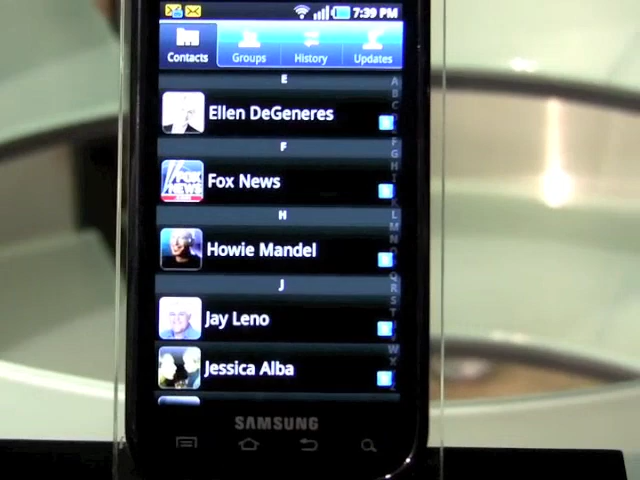 7:39 PM
Contacts Groups History Updates
E
Ellen DeGeneres
F
FOX NEWS
Fox News
H
Howie Mandel
J
Jay Leno
Jessica Alba
A
B
C
F
G
H
I
K
L
M
N
O
Q
R
S
T
W
X
SAMSUNG